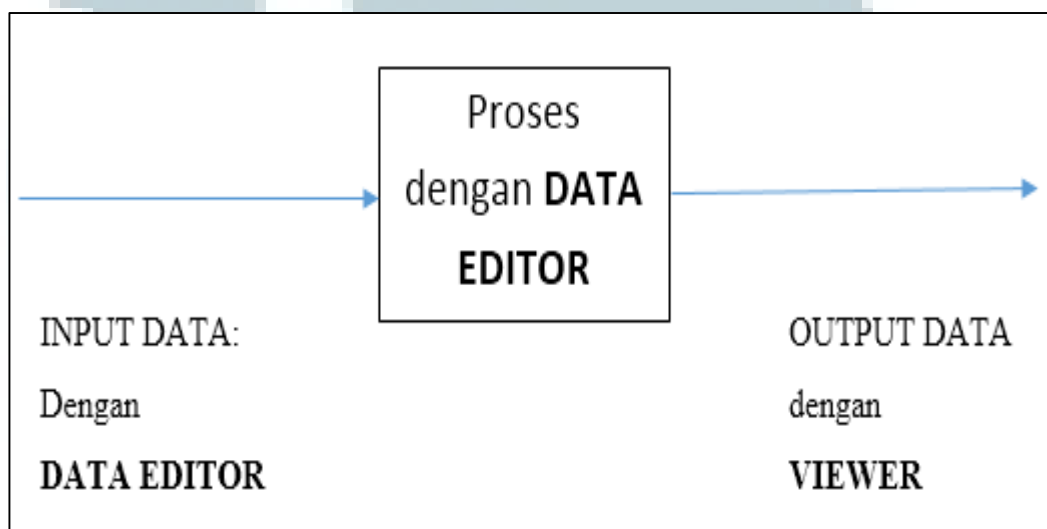 Proses
dengan DATA
EDITOR
INPUT DATA:
Dengan
DATA EDITOR
OUTPUT DATA
dengan
VIEWER